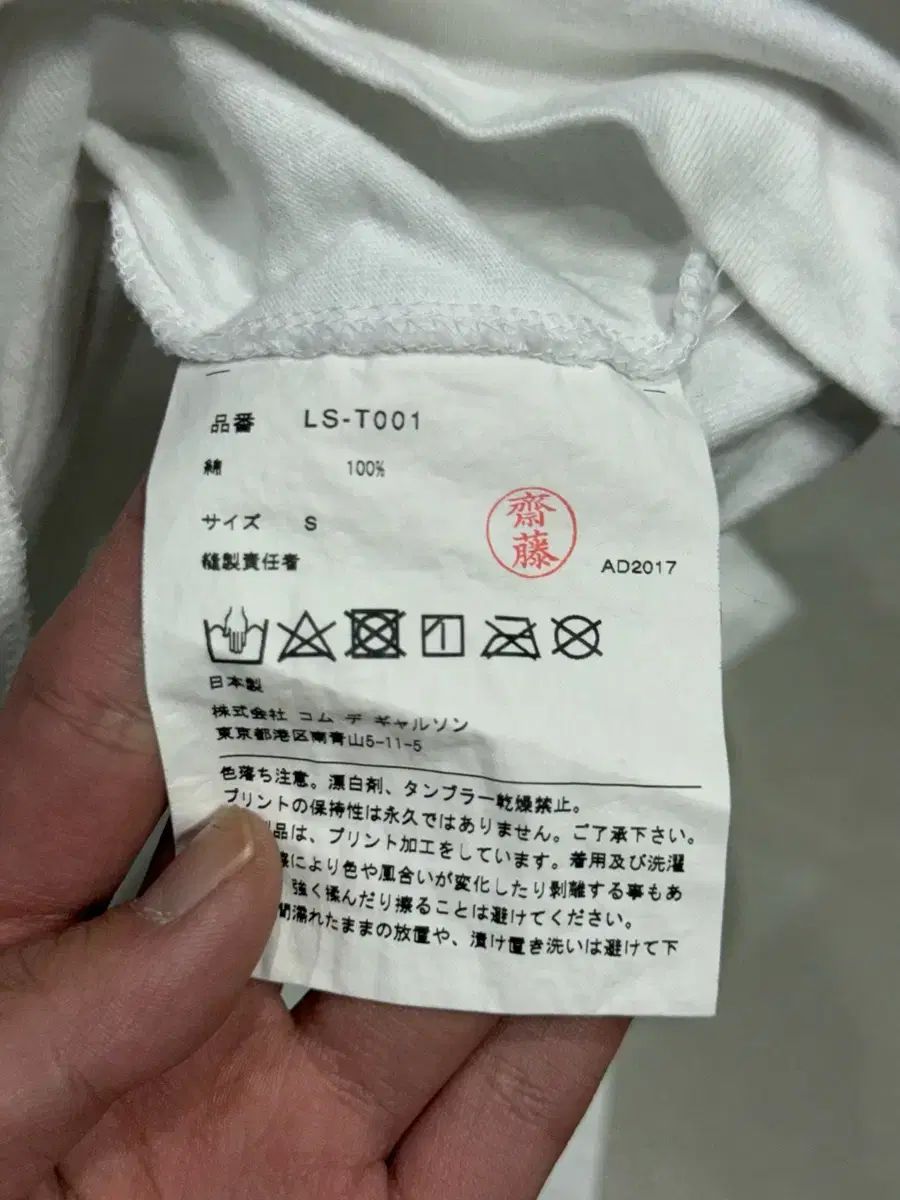 品番 LS-T001
綿 100%
サイズ S
齋藤
縫製責任者 AD2017
日本製
株式会社 コム デ ギャルソン
東京都港区南青山5-11-5
色落ち注意。漂白剤、タンブラー乾燥禁止。
プリントの保持性は永久ではありません。ご了承下さい。
品は、プリント加工をしています。着用及び洗濯
により色や風合いが変化したり剥離する事もあ
強く揉んだり擦ることは避けてください。
間濡れたままの放置や、漬け置き洗いは避けて下